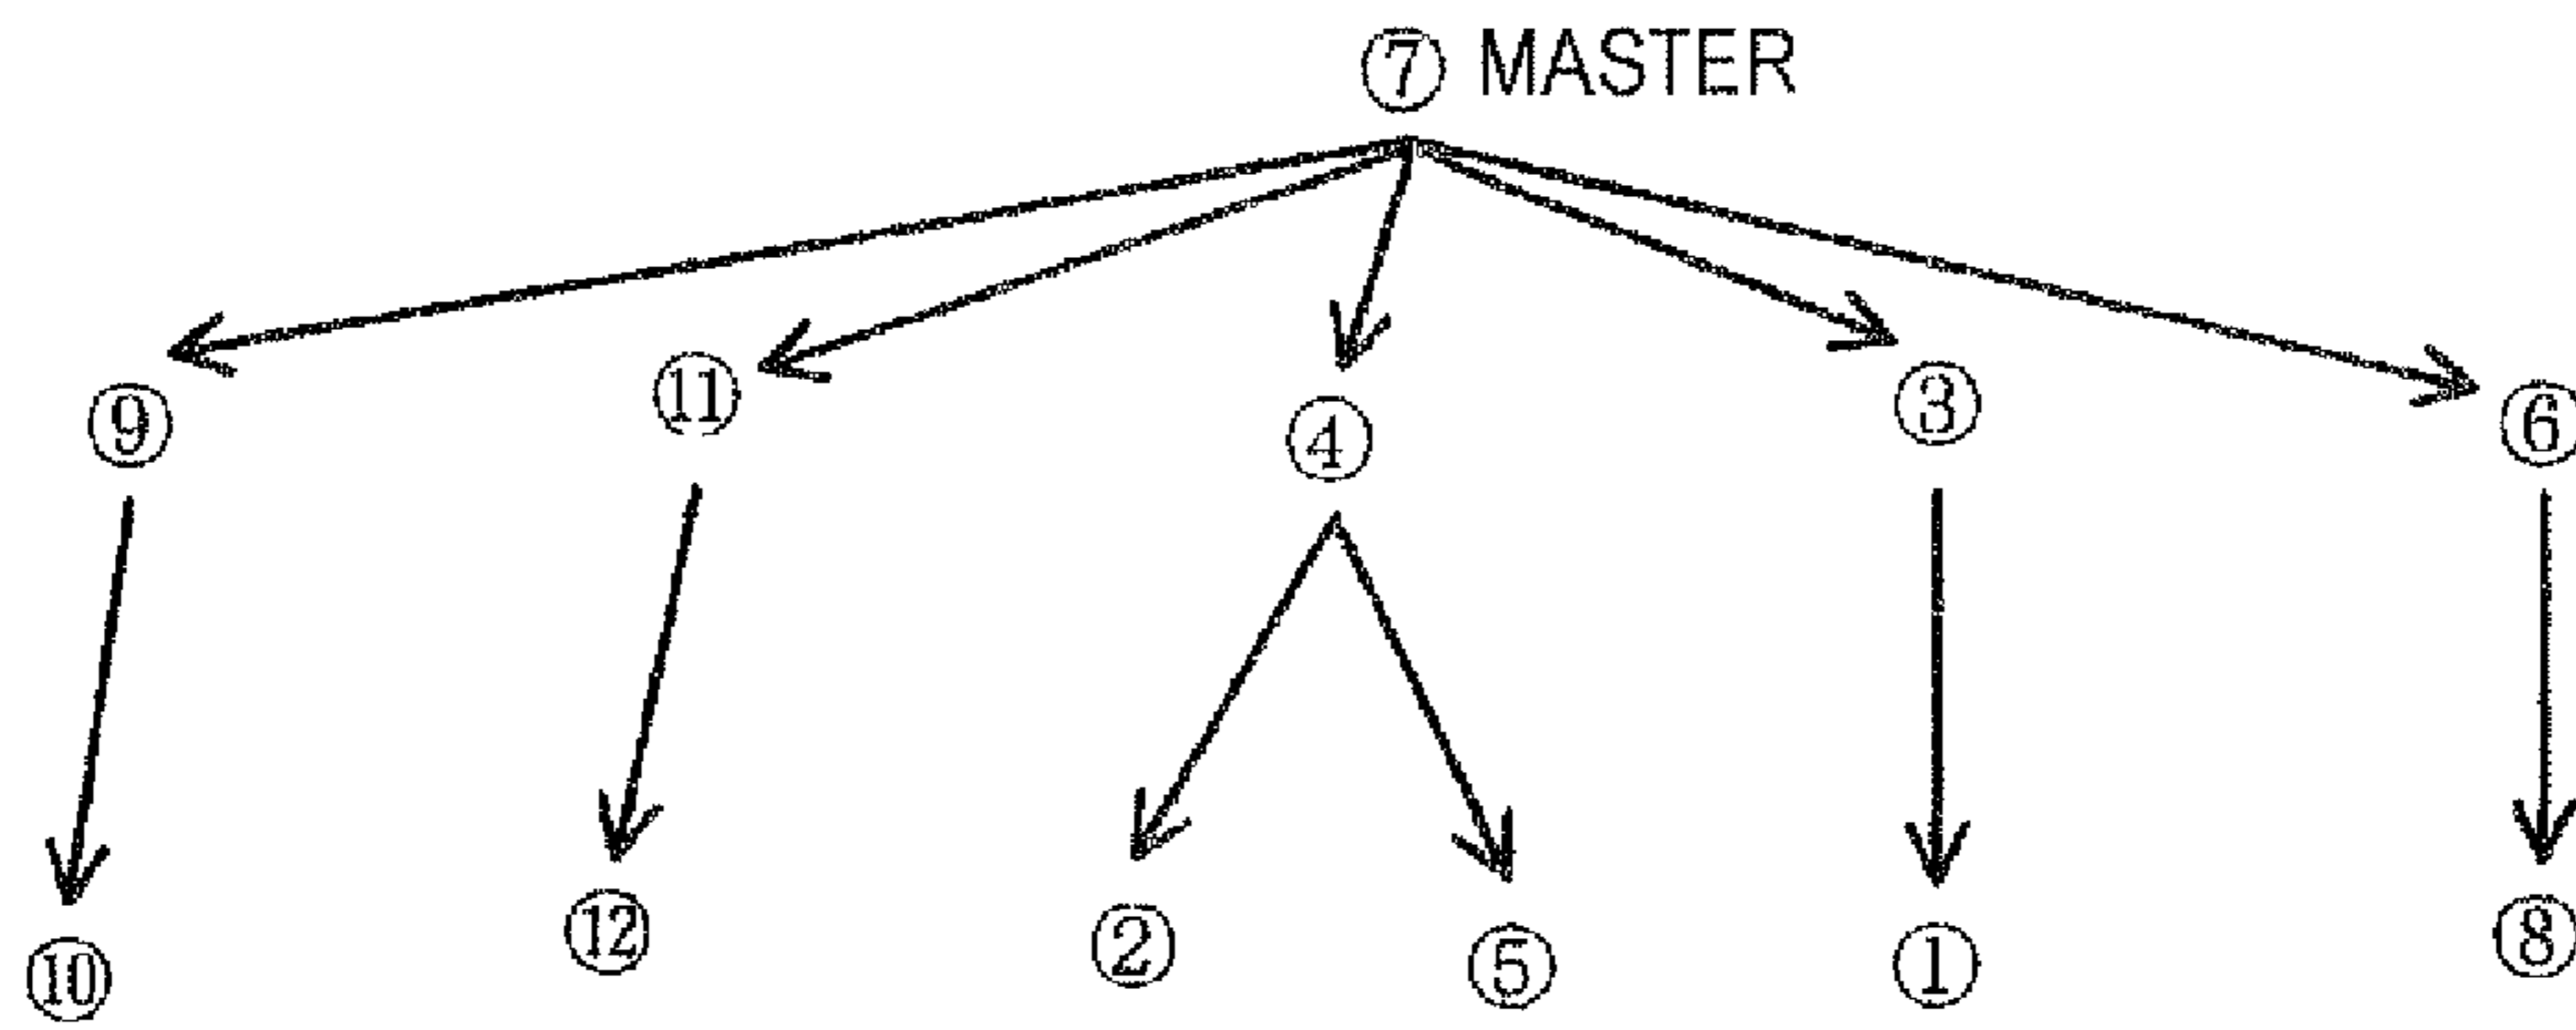 ⑦ MASTER
⑨ ⑪ ④ ③ ⑥
⑩ ⑫ ② ⑤ ① ⑧